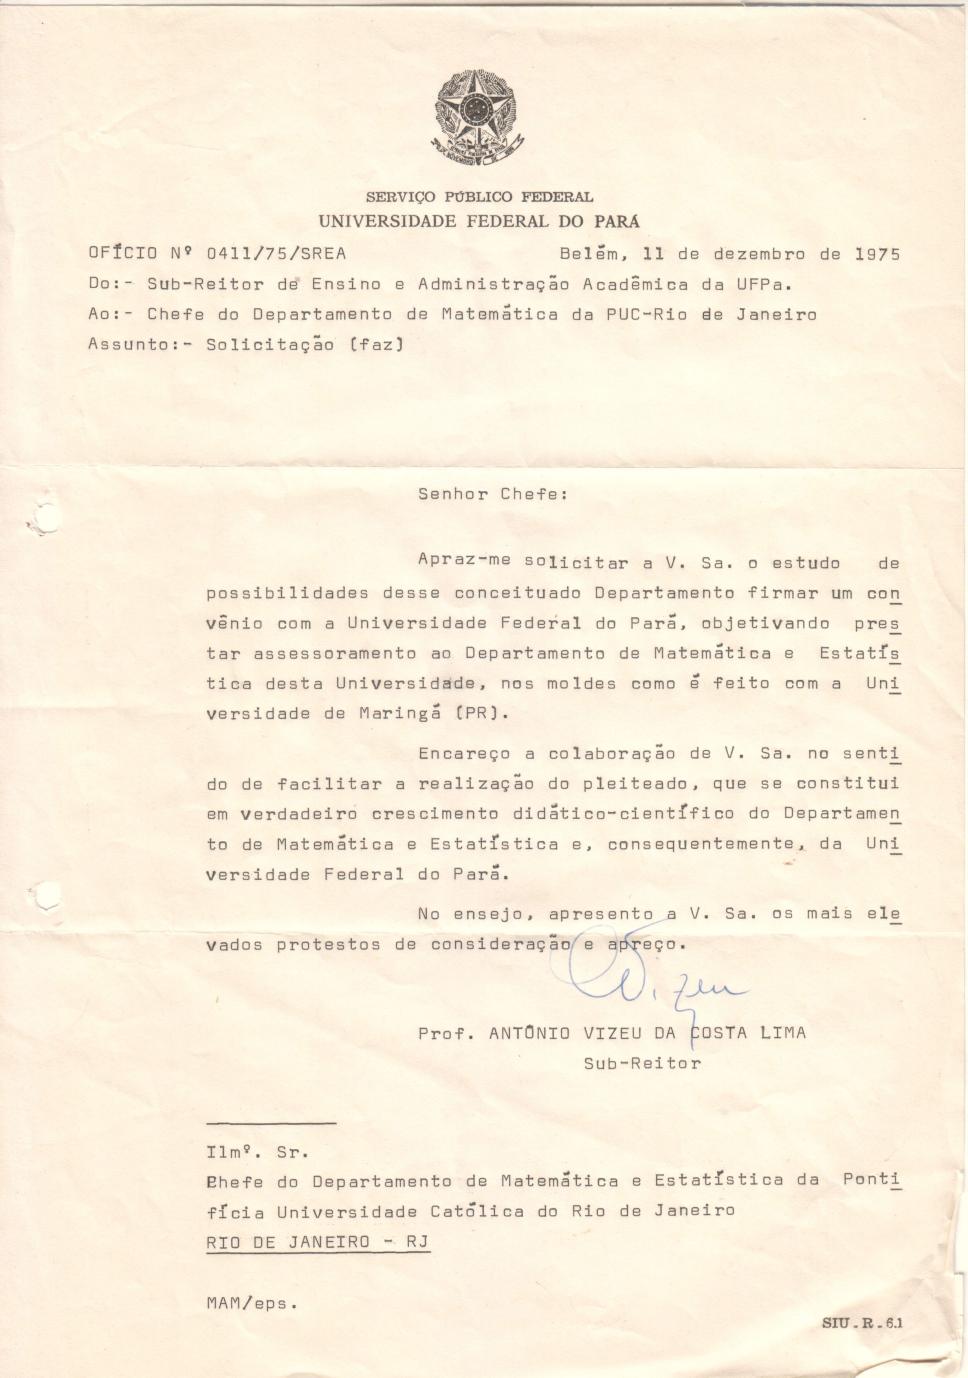 SERVIÇO PÚBLICO FEDERAL
UNIVERSIDADE FEDERAL DO PARÁ
OFÍCIO Nº 0411/75/SREA Belém, 11 de dezembro de 1975
Do:- Sub-Reitor de Ensino e Administração Acadêmica da UFPa.
Ao:- Chefe do Departamento de Matemática da PUC-Rio de Janeiro
Assunto:- Solicitação (faz)
Senhor Chefe:
Apraz-me solicitar a V. Sa. o estudo de
possibilidades desse conceituado Departamento firmar um con
vênio com a Universidade Federal do Pará, objetivando pres
tar assessoramento ao Departamento de Matemática e Estatís
tica desta Universidade, nos moldes como é feito com a Uni
versidade de Maringá (PR).
Encareço a colaboração de V. Sa. no senti
do de facilitar a realização do pleiteado, que se constitui
em verdadeiro crescimento didático-científico do Departamen
to de Matemática e Estatística e, consequentemente, da Uni
versidade Federal do Pará.
No ensejo, apresento a V. Sa. os mais ele
vados protestos de consideração e apreço.
Prof. ANTÔNIO VIZEU DA COSTA LIMA
Sub-Reitor
Ilmº. Sr.
Chefe do Departamento de Matemática e Estatística da Ponti
fícia Universidade Católica do Rio de Janeiro
RIO DE JANEIRO - RJ
MAM/eps.
SIU-R-6.1